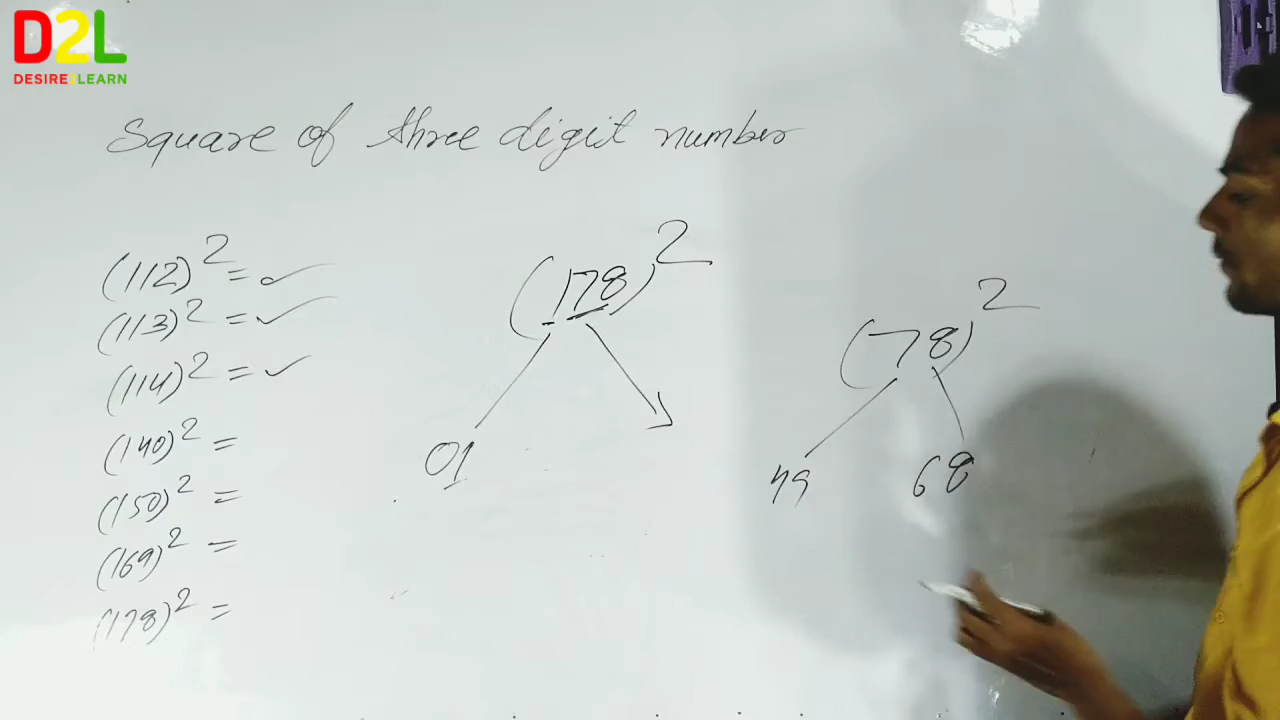 D2L
DESIRE2LEARN
Square of three digit number
(112)² = ✓
(113)² = ✓
(114)² = ✓
(140)² =
(150)² =
(169)² =
(178)² =
(178)²
01
(78)²
49 68